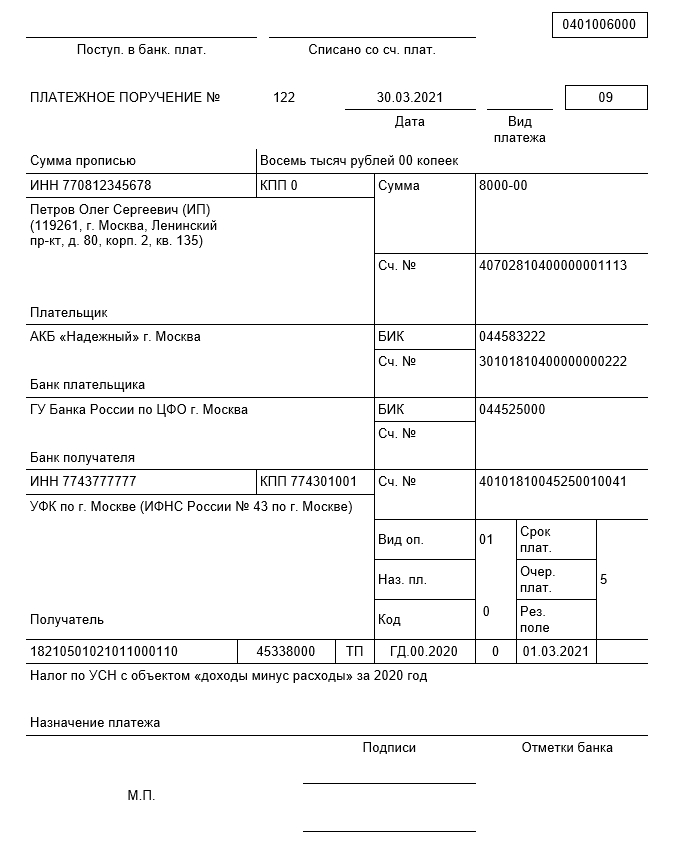 0401006000
Поступ. в банк. плат. Списано со сч. плат.
ПЛАТЕЖНОЕ ПОРУЧЕНИЕ № 122 30.03.2021 09
Дата Вид
платежа
Сумма прописью Восемь тысяч рублей 00 копеек
ИНН 770812345678 КПП 0 Сумма 8000-00
Петров Олег Сергеевич (ИП)
(119261, г. Москва, Ленинский
пр-кт, д. 80, корп. 2, кв. 135)
Сч. № 40702810400000001113
Плательщик
АКБ «Надежный» г. Москва БИК 044583222
Сч. № 30101810400000000222
Банк плательщика
ГУ Банка России по ЦФО г. Москва БИК 044525000
Сч. №
Банк получателя
ИНН 7743777777 КПП 774301001 Сч. № 40101810045250010041
УФК по г. Москве (ИФНС России № 43 по г. Москве)
Вид оп. 01 Срок
плат.
Наз. пл. Очер.
плат. 5
Код 0 Рез.
поле
Получатель
18210501021011000110 45338000 ТП ГД.00.2020 0 01.03.2021
Налог по УСН с объектом «доходы минус расходы» за 2020 год
Назначение платежа
Подписи Отметки банка
М.П.